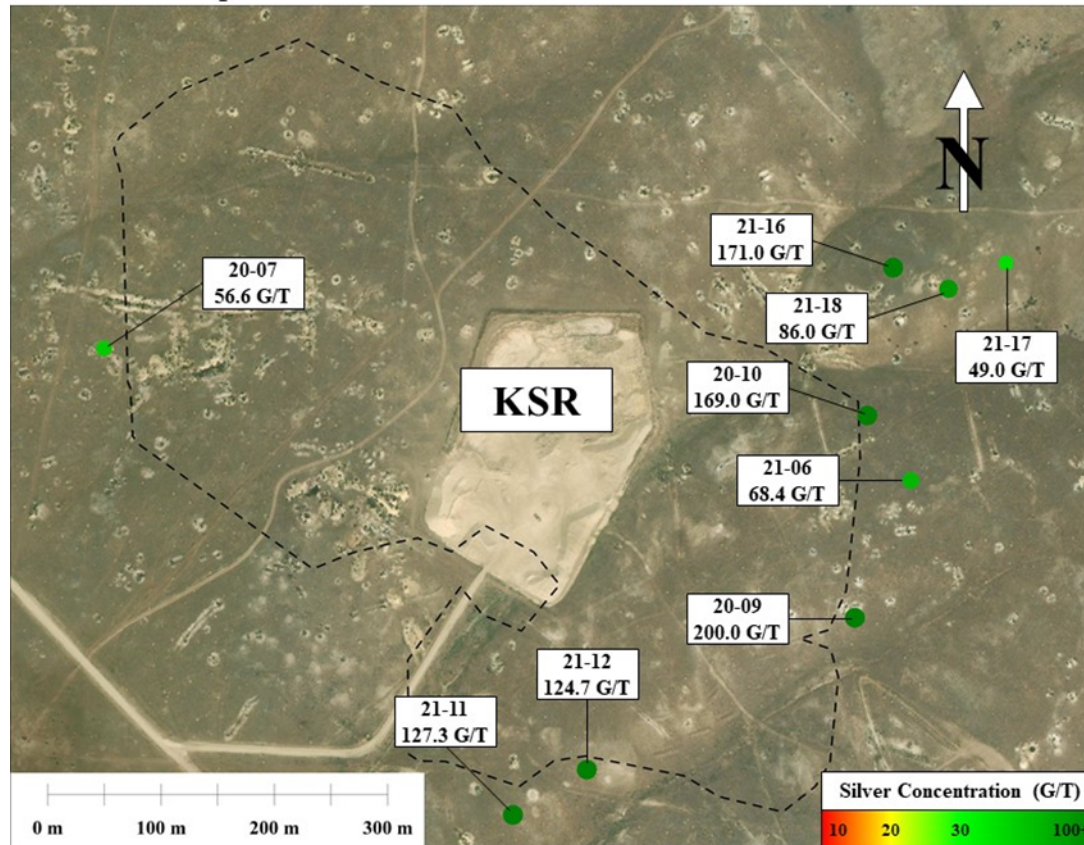 N
21-16
171.0 G/T
20-07
56.6 G/T
21-18
86.0 G/T
21-17
49.0 G/T
KSR
20-10
169.0 G/T
21-06
68.4 G/T
20-09
200.0 G/T
21-12
124.7 G/T
21-11
127.3 G/T
0 m 100 m 200 m 300 m
Silver Concentration (G/T)
10 20 30 100+